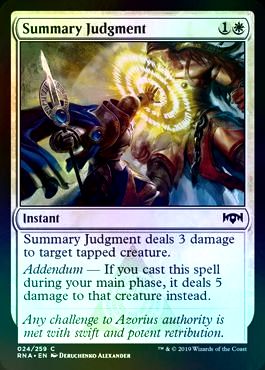 Summary Judgment 1
Instant
Summary Judgment deals 3 damage
to target tapped creature.
Addendum — If you cast this spell
during your main phase, it deals 5
damage to that creature instead.
Any challenge to Azorius authority is
met with swift and potent retribution.
024/259 C
RNA • EN Deruchenko Alexander
™ & © 2019 Wizards of the Coast